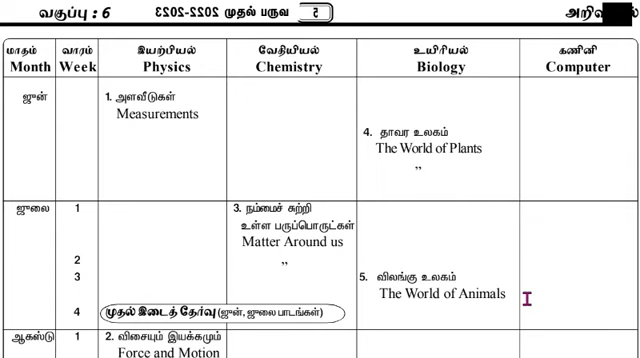 வகுப்பு : 6 2022-2023 முதல் பருவ 5
மாதம் வாரம் இயற்பியல் வேதியியல் உயிரியல் கணினி
Month Week Physics Chemistry Biology Computer
ஜுன் 1. அளவீடுகள்
Measurements
4. தாவர உலகம்
The World of Plants
”
ஜுலை 1 3. நம்மைச் சுற்றி
உள்ள பருப்பொருட்கள்
Matter Around us
2 ”
3 5. விலங்கு உலகம்
The World of Animals
4 முதல் இடைத் தேர்வு (ஜுன், ஜுலை பாடங்கள்)
ஆகஸ்டு 1 2. விசையும் இயக்கமும்
Force and Motion